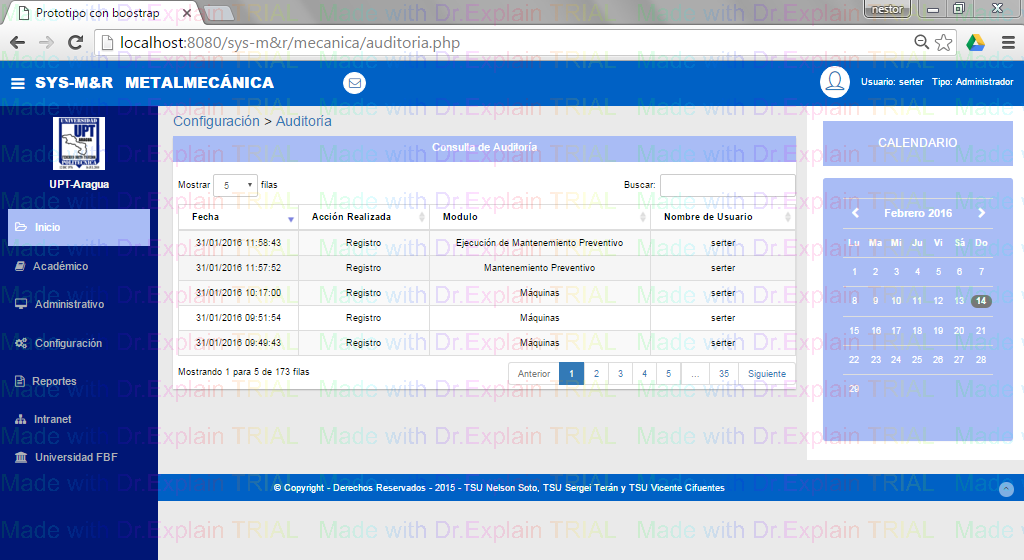 Prototipo con boostrap
nestor
localhost:8080/sys-m&r/mecanica/auditoria.php
SYS-M&R METALMECÁNICA
Usuario: serter Tipo: Administrador
UNIVERSIDAD
UPT
POLITECNICA
UPT-Aragua
Inicio
Académico
Administrativo
Configuración
Reportes
Intranet
Universidad FBF
Configuración > Auditoría
Consulta de Auditoría
Mostrar 5 filas Buscar:
Fecha Acción Realizada Modulo Nombre de Usuario
31/01/2016 11:58:43 Registro Ejecución de Mantenemiento Preventivo serter
31/01/2016 11:57:52 Registro Mantenemiento Preventivo serter
31/01/2016 10:17:00 Registro Máquinas serter
31/01/2016 09:51:54 Registro Máquinas serter
31/01/2016 09:49:43 Registro Máquinas serter
Mostrando 1 para 5 de 173 filas
Anterior 1 2 3 4 5 ... 35 Siguiente
CALENDARIO
Febrero 2016
Lu Ma Mi Ju Vi Sá Do
1 2 3 4 5 6 7
8 9 10 11 12 13 14
15 16 17 18 19 20 21
22 23 24 25 26 27 28
29
© Copyright - Derechos Reservados - 2015 - TSU Nelson Soto, TSU Sergei Terán y TSU Vicente Cifuentes
Made with Dr.Explain TRIAL